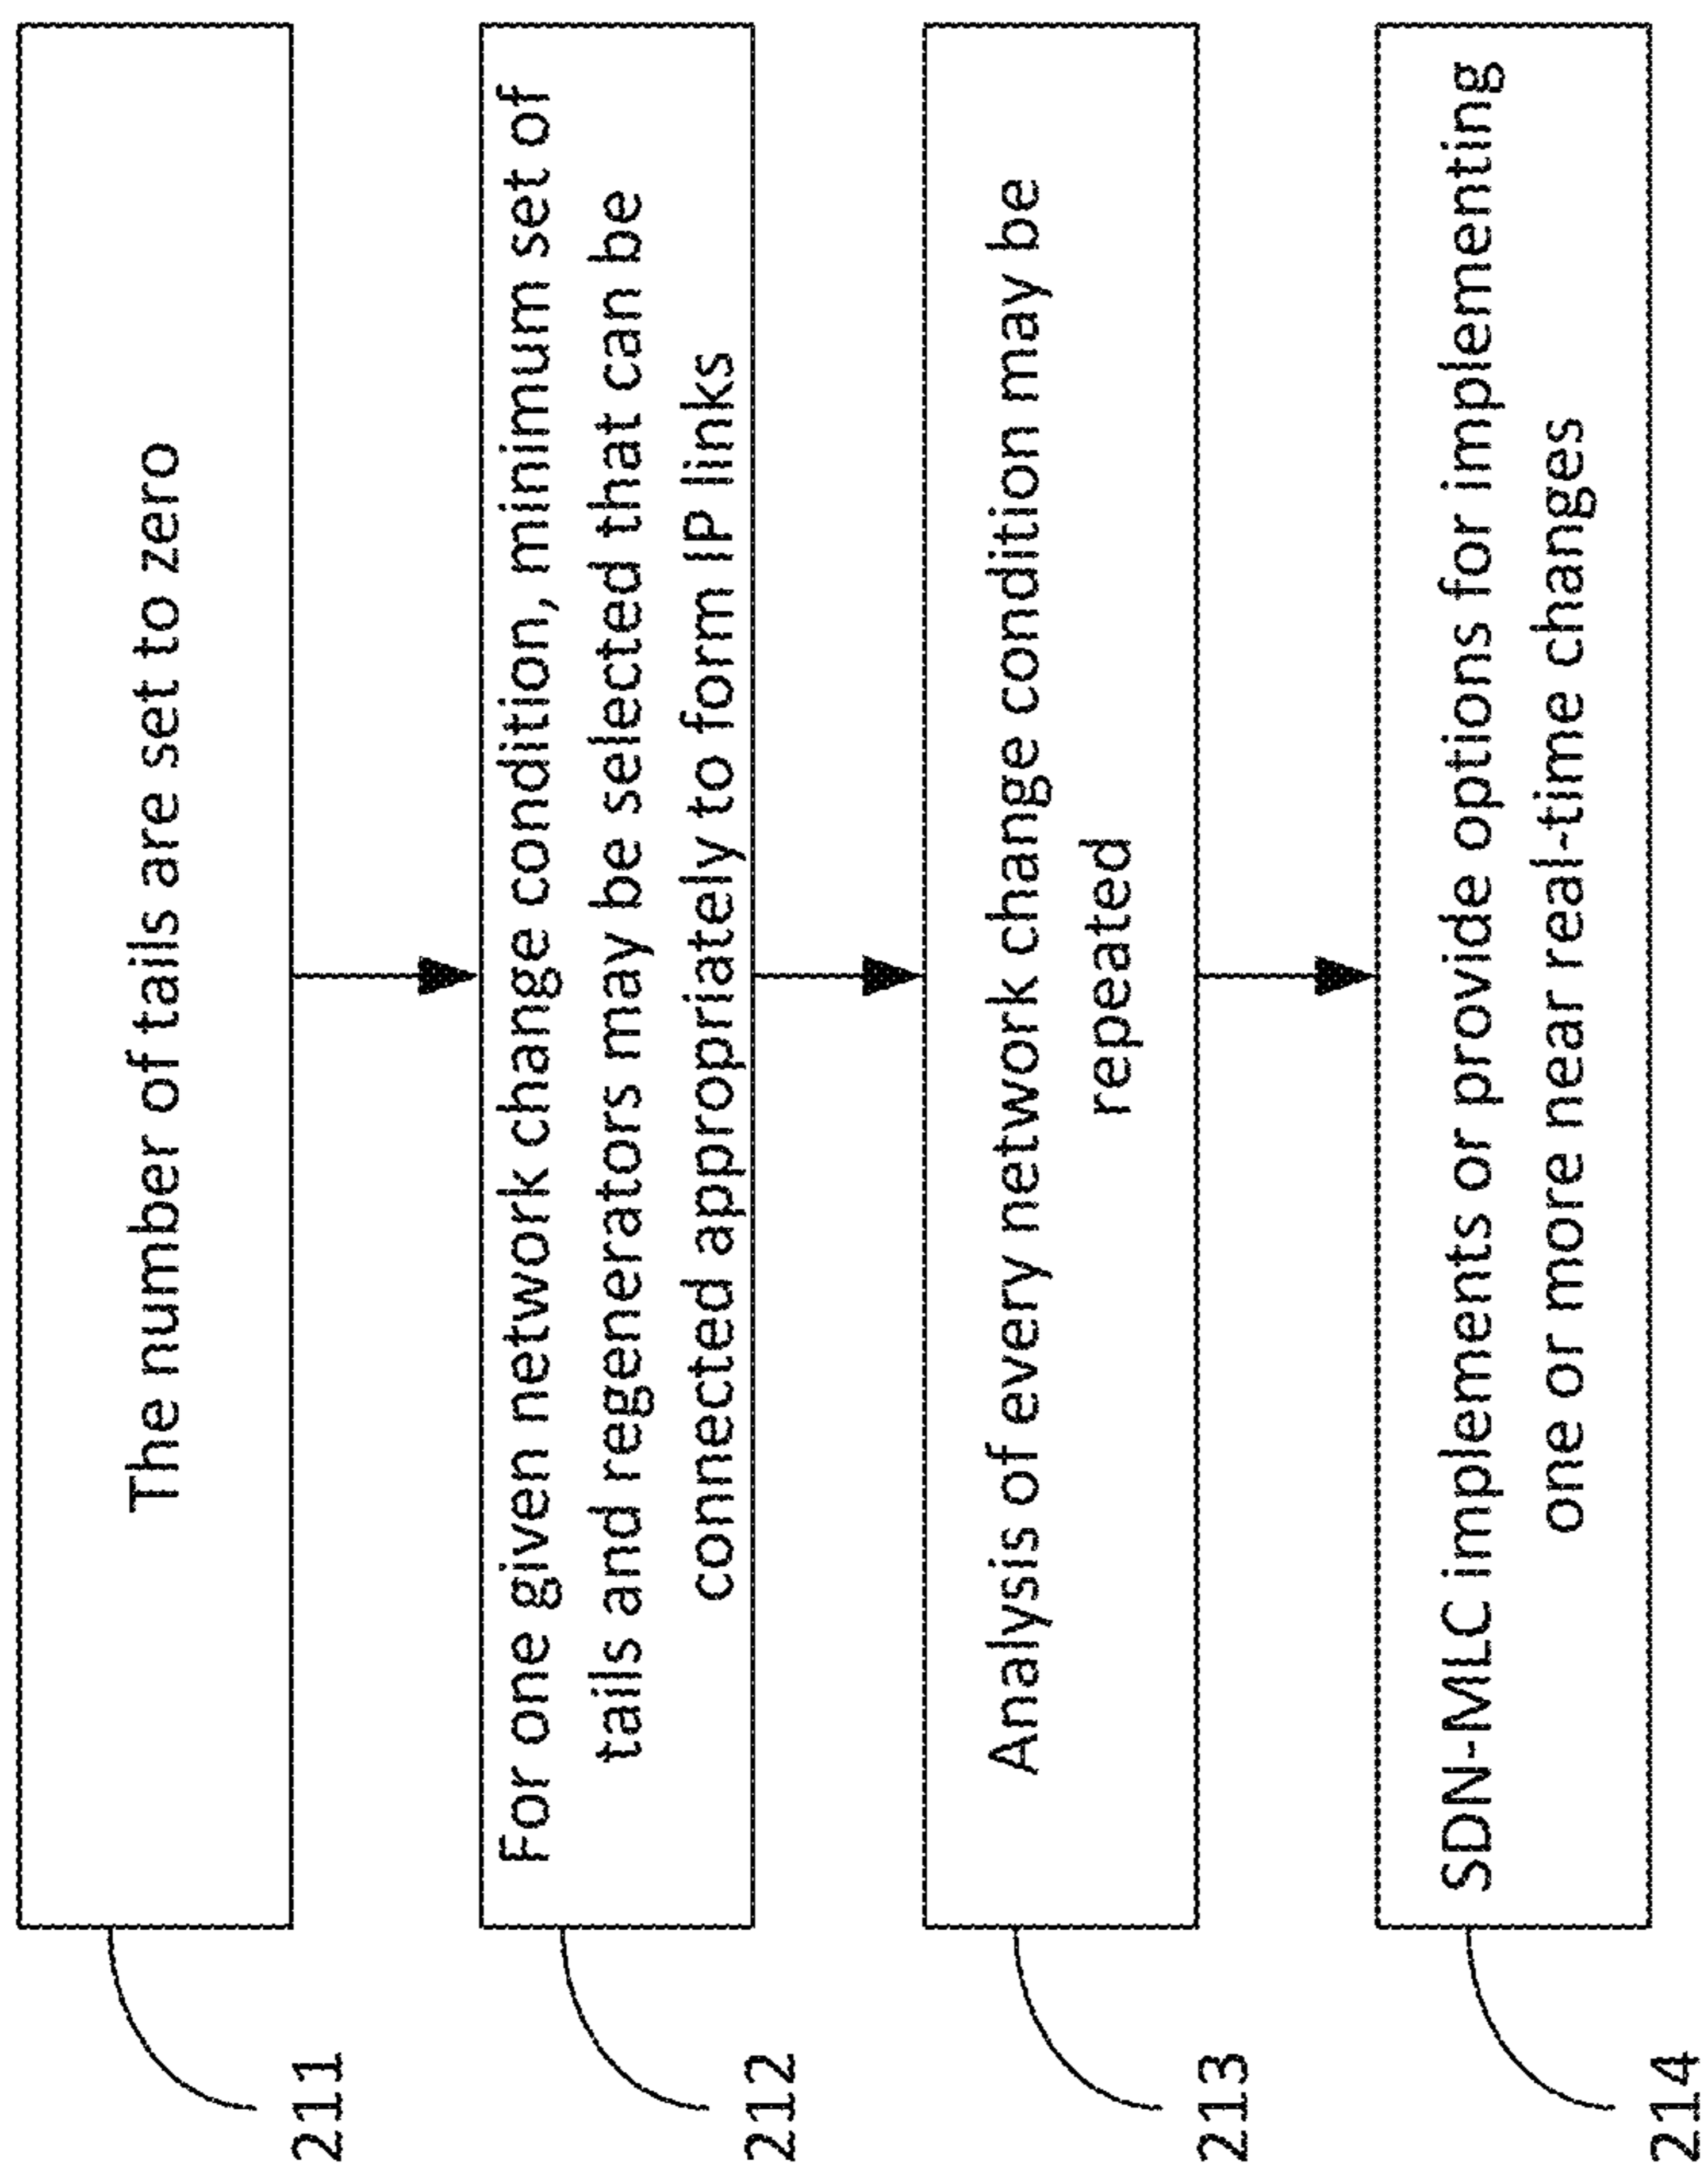 The number of tails are set to zero
211
For one given network change condition, minimum set of
tails and regenerators may be selected that can be
connected appropriately to form IP links
212
Analysis of every network change condition may be
repeated
213
SDN-MLC implements or provide options for implementing
one or more near real-time changes
214